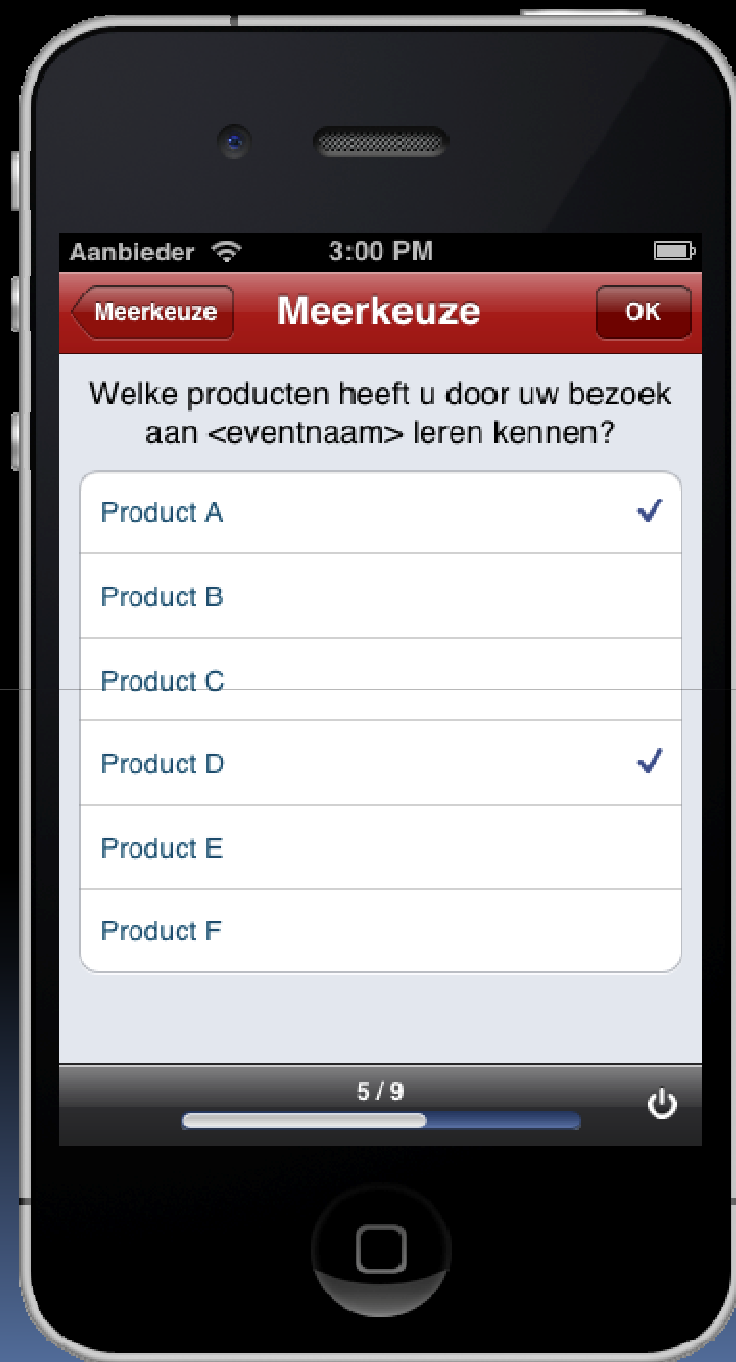 Aanbieder 3:00 PM
Meerkeuze Meerkeuze OK
Welke producten heeft u door uw bezoek
aan <eventnaam> leren kennen?
Product A
Product B
Product C
Product D
Product E
Product F
5 / 9